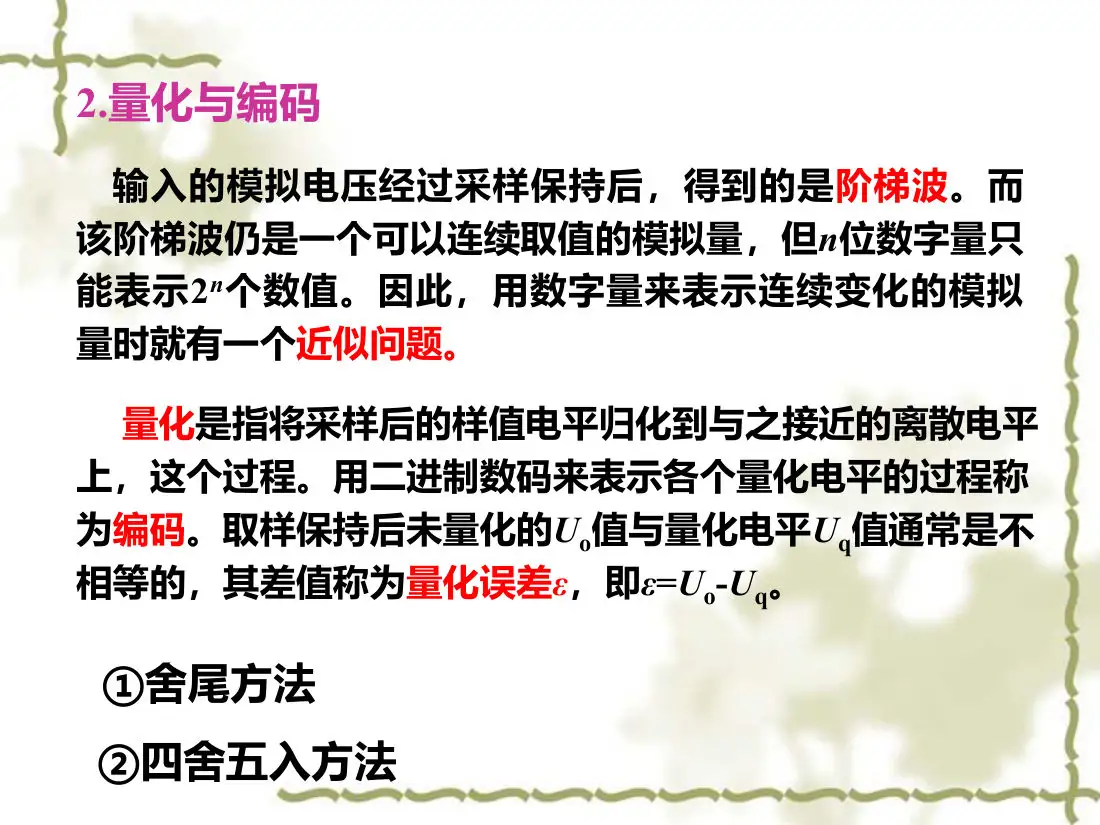 2.量化与编码
输入的模拟电压经过采样保持后，得到的是阶梯波。而
该阶梯波仍是一个可以连续取值的模拟量，但n位数字量只
能表示2ⁿ个数值。因此，用数字量来表示连续变化的模拟
量时就有一个近似问题。
量化是指将采样后的样值电平归化到与之接近的离散电平
上，这个过程。用二进制数码来表示各个量化电平的过程称
为编码。取样保持后未量化的Uo值与量化电平Uq值通常是不
相等的，其差值称为量化误差ε，即ε=Uo-Uq。
①舍尾方法
②四舍五入方法